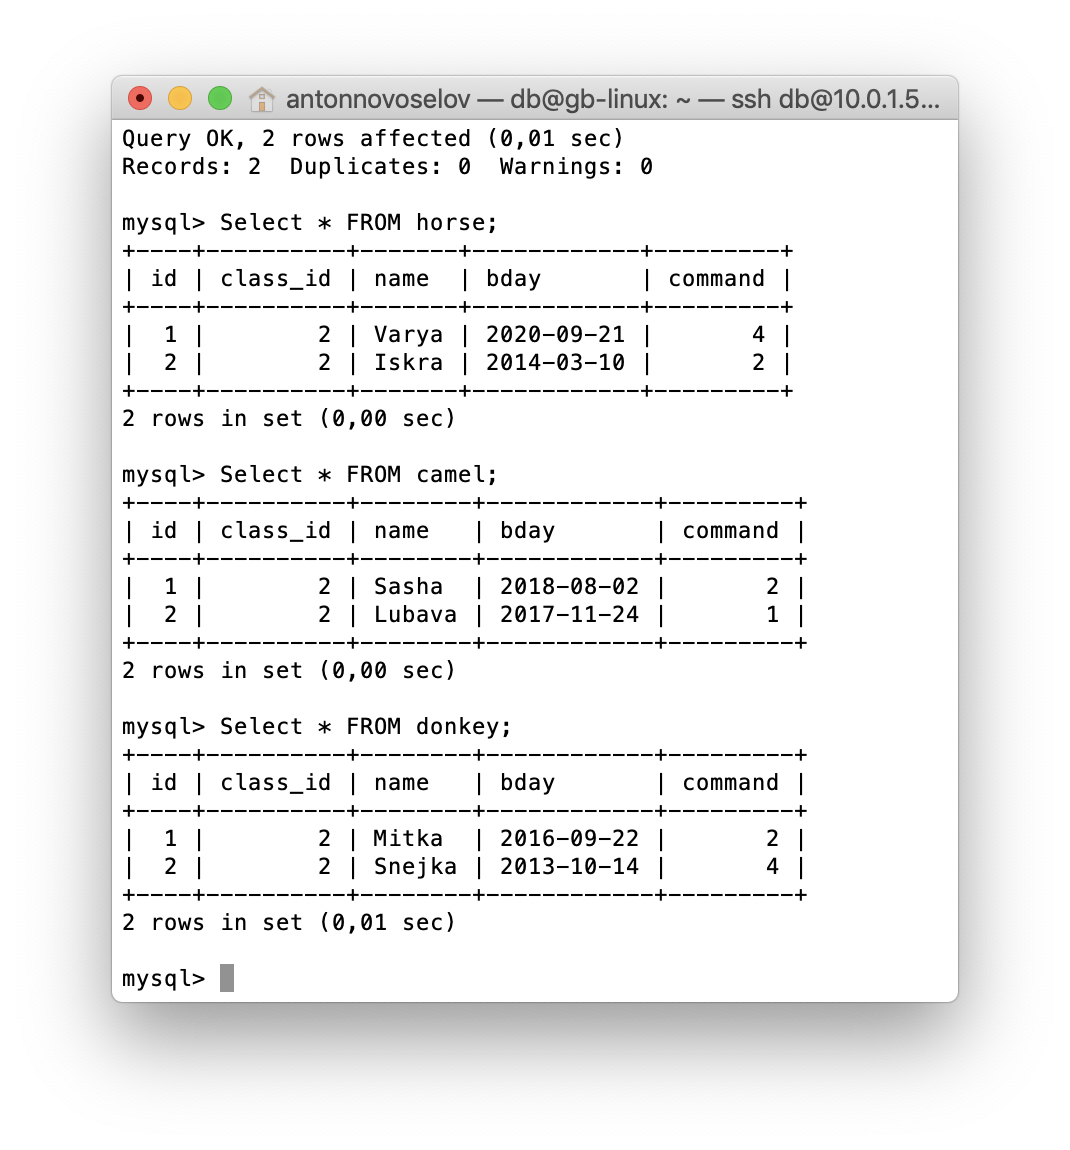 antonnovoselov — db@gb-linux: ~ — ssh db@10.0.1.5...
Query OK, 2 rows affected (0,01 sec)
Records: 2  Duplicates: 0  Warnings: 0
mysql> Select * FROM horse;
+----+----------+-------+------------+---------+
| id | class_id | name  | bday       | command |
+----+----------+-------+------------+---------+
|  1 |        2 | Varya | 2020-09-21 |       4 |
|  2 |        2 | Iskra | 2014-03-10 |       2 |
+----+----------+-------+------------+---------+
2 rows in set (0,00 sec)
mysql> Select * FROM camel;
+----+----------+--------+------------+---------+
| id | class_id | name   | bday       | command |
+----+----------+--------+------------+---------+
|  1 |        2 | Sasha  | 2018-08-02 |       2 |
|  2 |        2 | Lubava | 2017-11-24 |       1 |
+----+----------+--------+------------+---------+
2 rows in set (0,00 sec)
mysql> Select * FROM donkey;
+----+----------+--------+------------+---------+
| id | class_id | name   | bday       | command |
+----+----------+--------+------------+---------+
|  1 |        2 | Mitka  | 2016-09-22 |       2 |
|  2 |        2 | Snejka | 2013-10-14 |       4 |
+----+----------+--------+------------+---------+
2 rows in set (0,01 sec)
mysql>